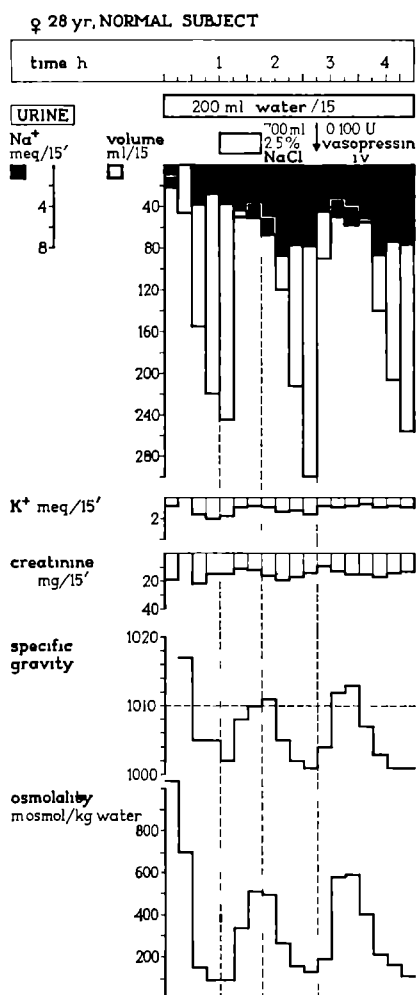 ♀ 28 yr, NORMAL SUBJECT
time h 1 2 3 4
200 ml water /15
URINE
Na⁺ volume 2.5% 0 100 U
meq/15' ml/15 NaCl vasopressin
iv
4 40
8 80
120
160
200
240
280
K⁺ meq/15'
2
creatinine
mg/15' 20
40
1020
specific
gravity
1010
1000
osmolality
mosmol/kg water
800
600
400
200